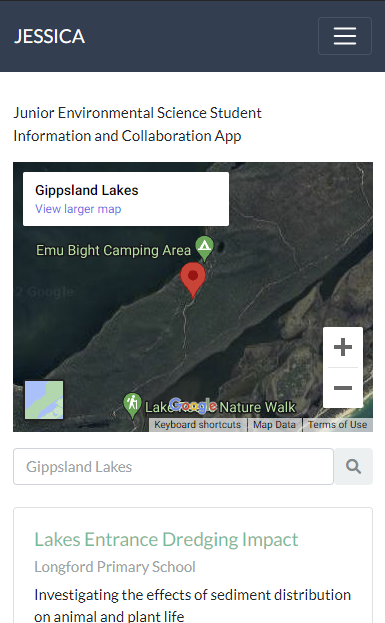 JESSICA
Junior Environmental Science Student
Information and Collaboration App
Gippsland Lakes
View larger map
Emu Bight Camping Area
Google
Lake Nature Walk
Google
Keyboard shortcuts
Map Data
Terms of Use
Gippsland Lakes
Lakes Entrance Dredging Impact
Longford Primary School
Investigating the effects of sediment distribution
on animal and plant life